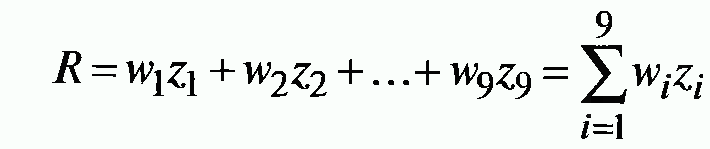 R = w₁z₁ + w₂z₂ + ... + w₉z₉ = ∑_{i=1}^{9} wᵢzᵢ